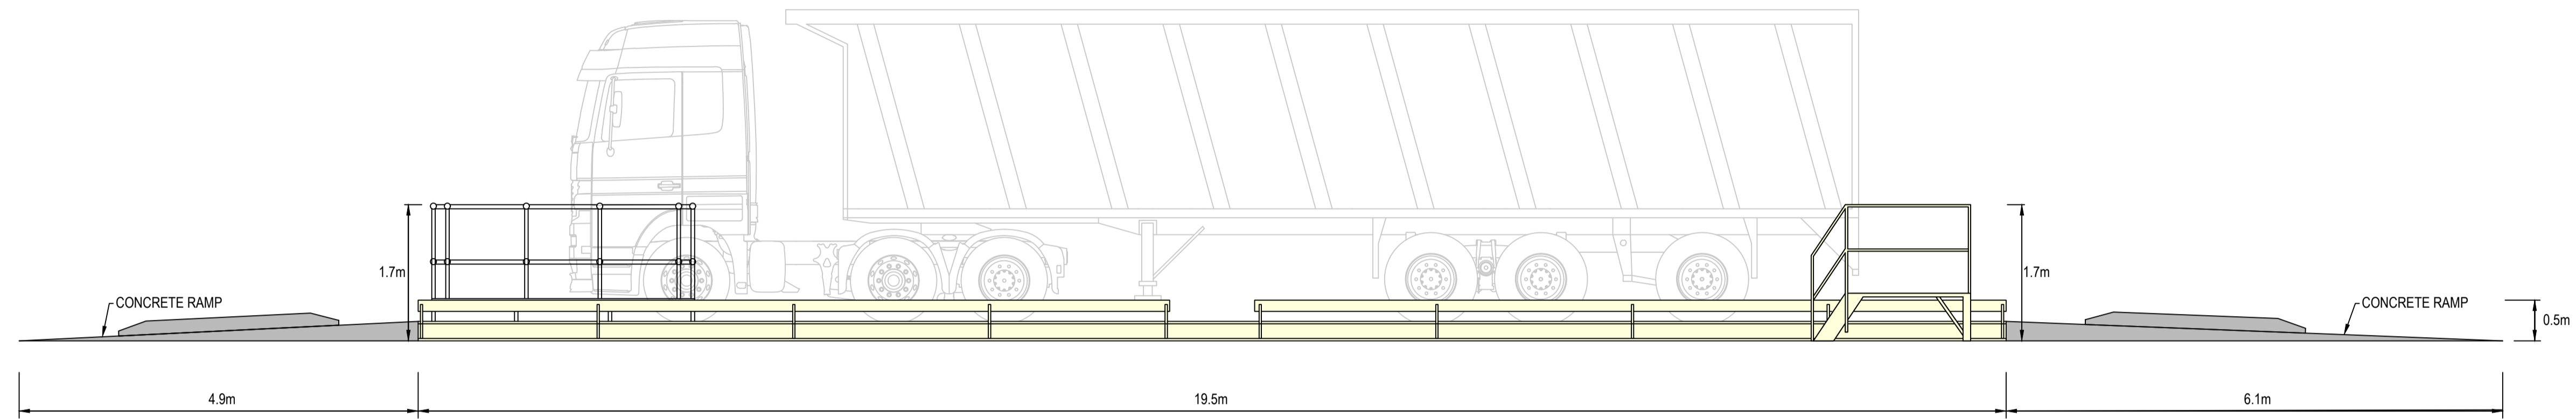 1.7m
1.7m
CONCRETE RAMP
CONCRETE RAMP
0.5m
4.9m
19.5m
6.1m